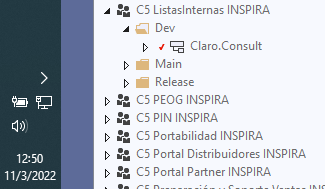 C5 ListasInternas INSPIRA
Dev
Claro.Consult
Main
Release
C5 PEOG INSPIRA
C5 PIN INSPIRA
C5 Portabilidad INSPIRA
C5 Portal Distribuidores INSPIRA
C5 Portal Partner INSPIRA
12:50
11/3/2022